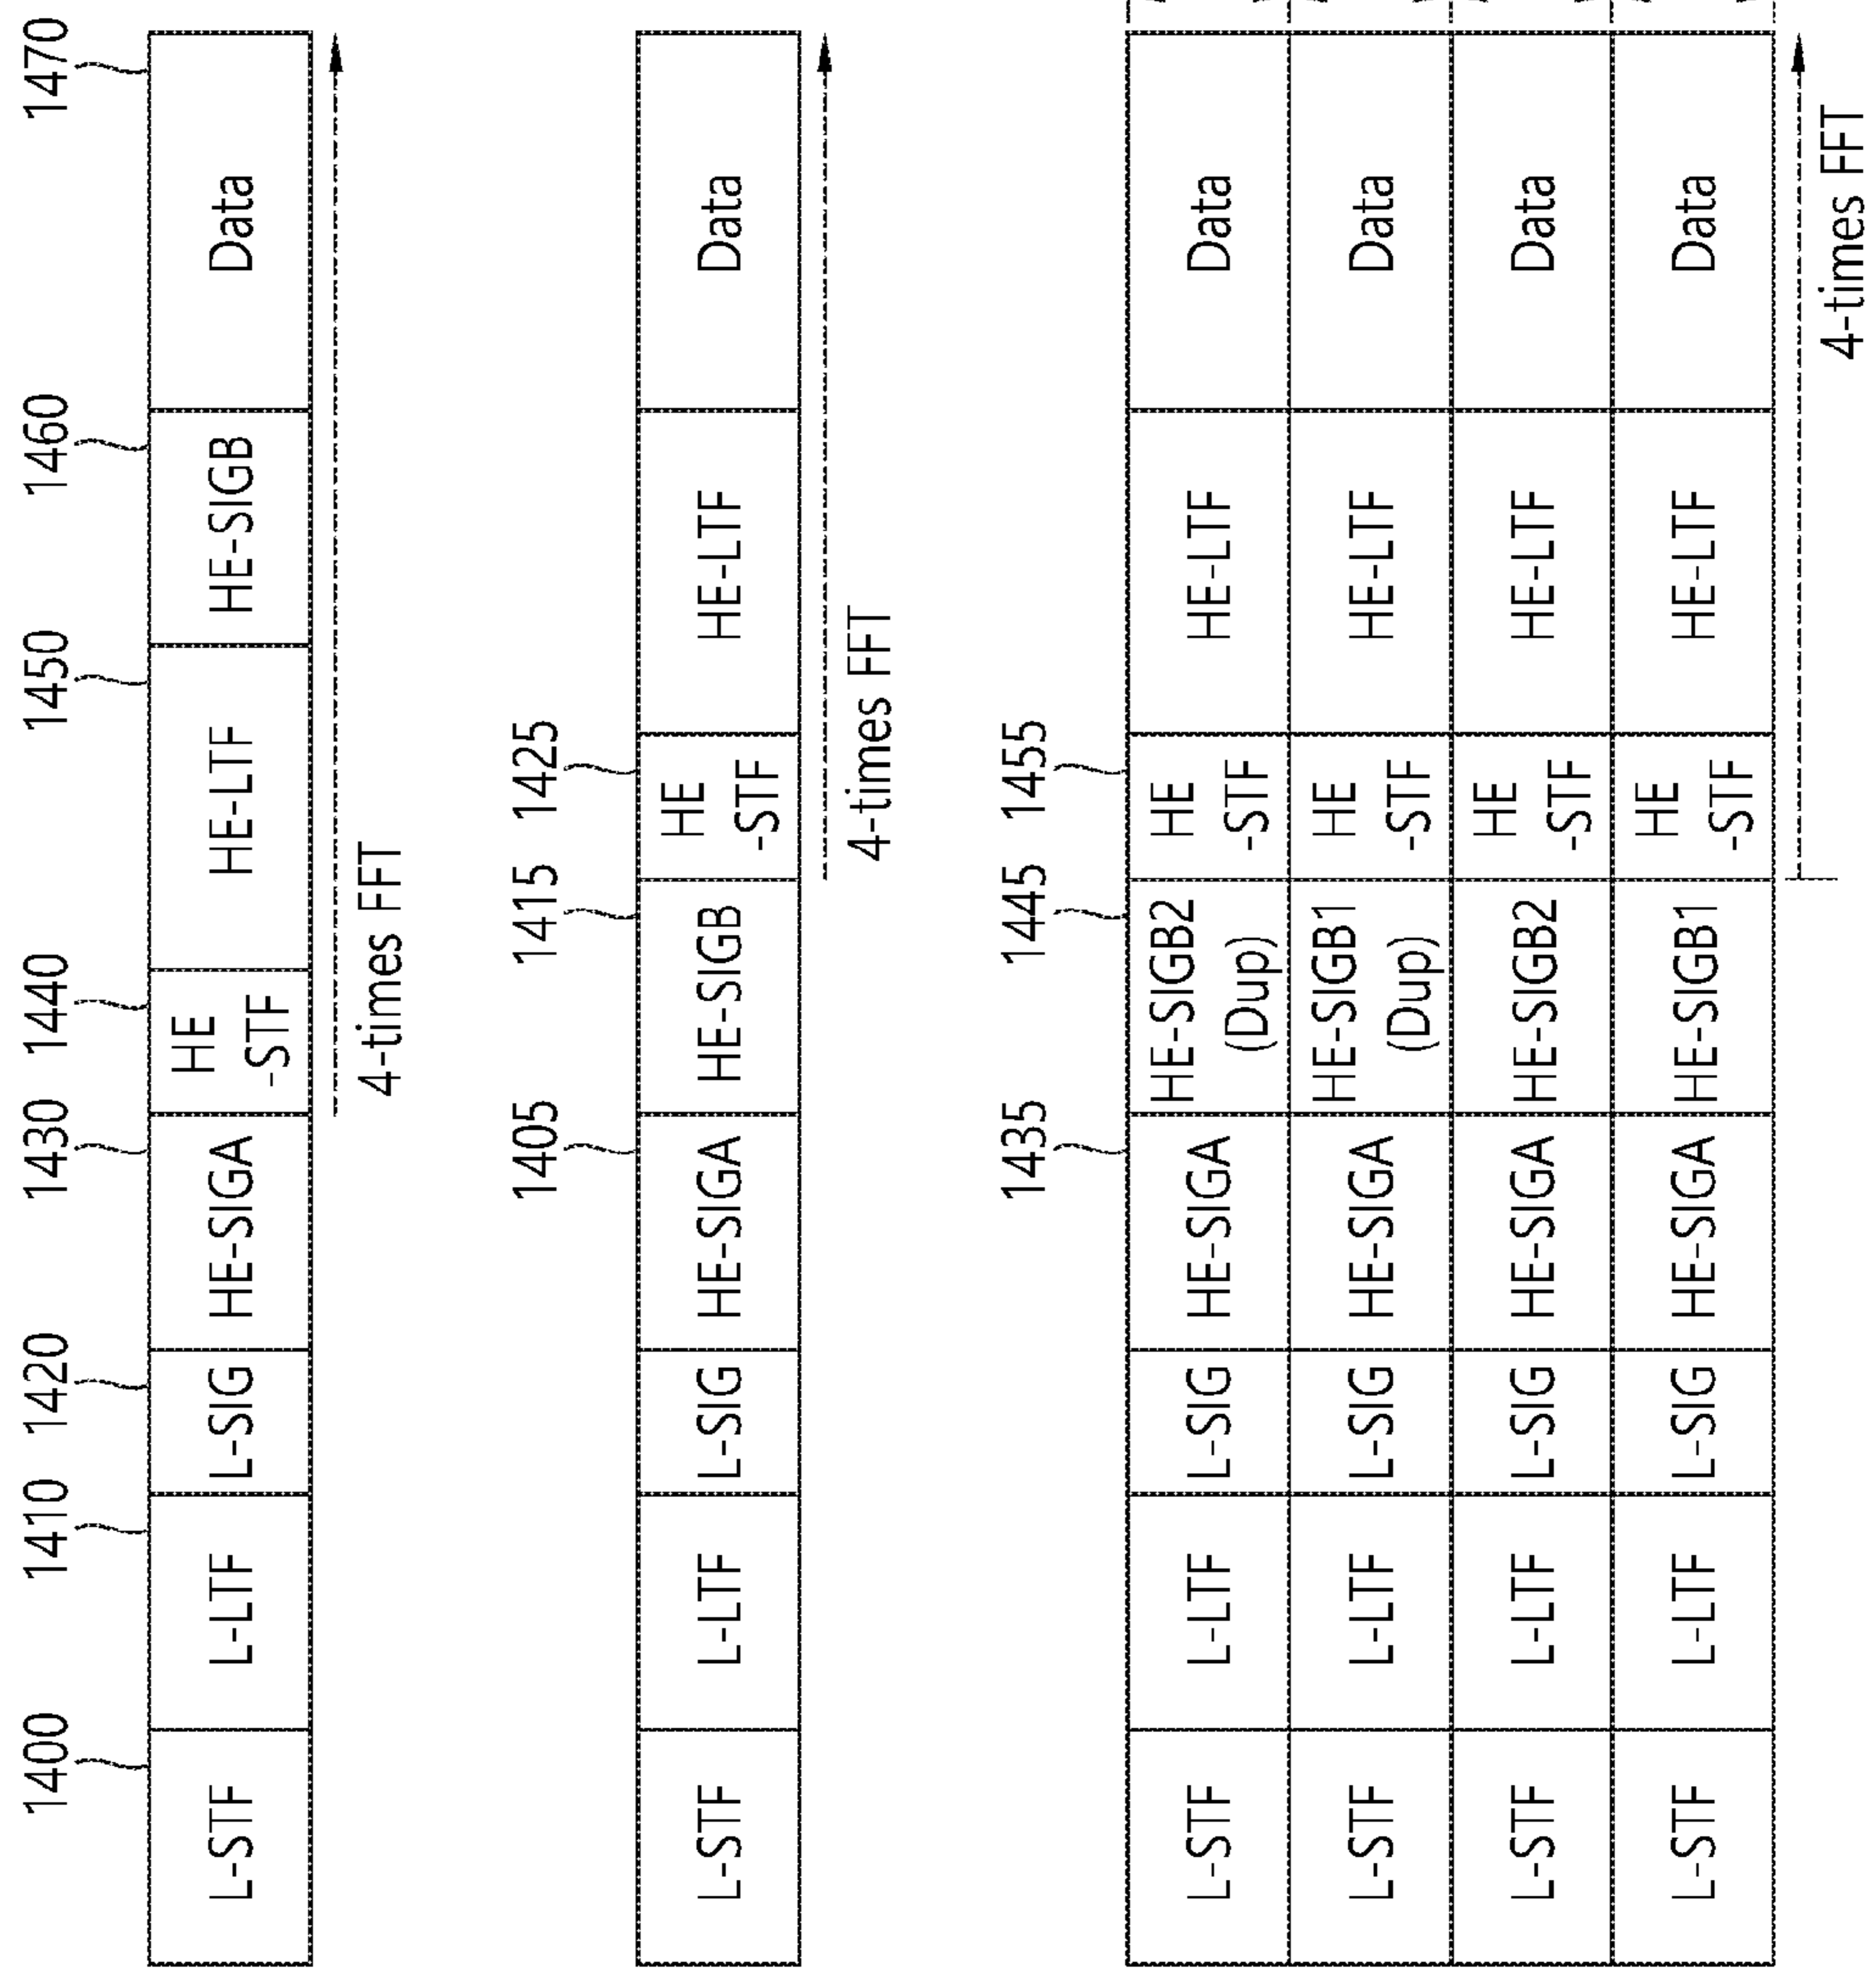 1400 1410 1420 1430 1440 1450 1460 1470
L-STF L-LTF L-SIG HE-SIGA HE
-STF HE-LTF HE-SIGB Data
4-times FFT
1405 1415 1425
L-STF L-LTF L-SIG HE-SIGA HE-SIGB HE
-STF HE-LTF Data
4-times FFT
1435 1445 1455
L-STF L-LTF L-SIG HE-SIGA HE-SIGB2
(Dup) HE
-STF HE-LTF Data
L-STF L-LTF L-SIG HE-SIGA HE-SIGB1
(Dup) HE
-STF HE-LTF Data
L-STF L-LTF L-SIG HE-SIGA HE-SIGB2 HE
-STF HE-LTF Data
L-STF L-LTF L-SIG HE-SIGA HE-SIGB1 HE
-STF HE-LTF Data
4-times FFT